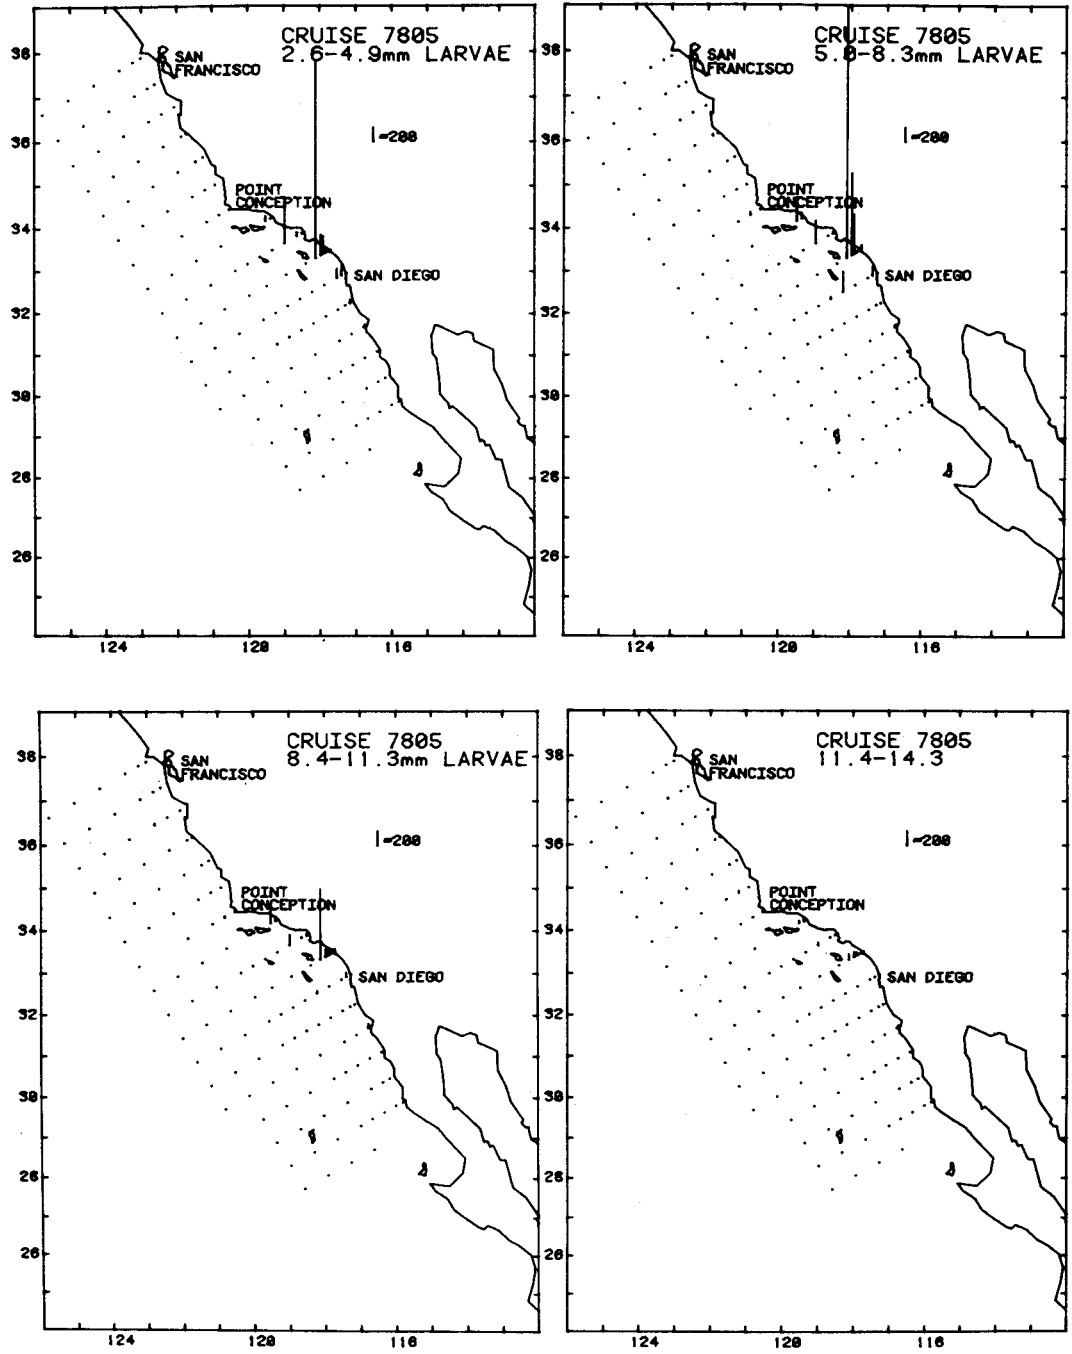 CRUISE 7805
2.6-4.9mm LARVAE
38
SAN
FRANCISCO
36
|=200
POINT
CONCEPTION
34
SAN DIEGO
32
30
28
26
124 120 116
CRUISE 7805
5.0-8.3mm LARVAE
38
SAN
FRANCISCO
36
|=200
POINT
CONCEPTION
34
SAN DIEGO
32
30
28
26
124 120 116
CRUISE 7805
8.4-11.3mm LARVAE
38
SAN
FRANCISCO
36
|=200
POINT
CONCEPTION
34
SAN DIEGO
32
30
28
26
124 120 116
CRUISE 7805
11.4-14.3
38
SAN
FRANCISCO
36
|=200
POINT
CONCEPTION
34
SAN DIEGO
32
30
28
26
124 120 116